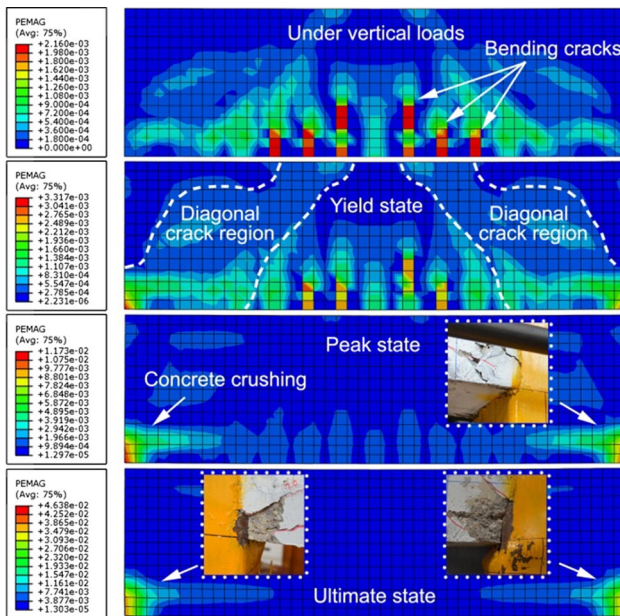 PEMAG
(Avg: 75%)
+2.160e-03
+1.980e-03
+1.800e-03
+1.620e-03
+1.440e-03
+1.260e-03
+1.080e-03
+9.000e-04
+7.200e-04
+5.400e-04
+3.600e-04
+1.800e-04
+0.000e+00
Under vertical loads
Bending cracks
PEMAG
(Avg: 75%)
+3.317e-03
+3.041e-03
+2.765e-03
+2.489e-03
+2.212e-03
+1.936e-03
+1.660e-03
+1.384e-03
+1.107e-03
+8.310e-04
+5.547e-04
+2.785e-04
+2.231e-06
Diagonal
crack region
Yield state
Diagonal
crack region
PEMAG
(Avg: 75%)
+1.173e-02
+1.075e-02
+9.777e-03
+8.801e-03
+7.824e-03
+6.848e-03
+5.872e-03
+4.895e-03
+3.919e-03
+2.942e-03
+1.966e-03
+9.894e-04
+1.297e-05
Peak state
Concrete crushing
PEMAG
(Avg: 75%)
+4.638e-02
+4.252e-02
+3.865e-02
+3.479e-02
+3.093e-02
+2.706e-02
+2.320e-02
+1.933e-02
+1.547e-02
+1.161e-02
+7.741e-03
+3.877e-03
+1.303e-05
Ultimate state